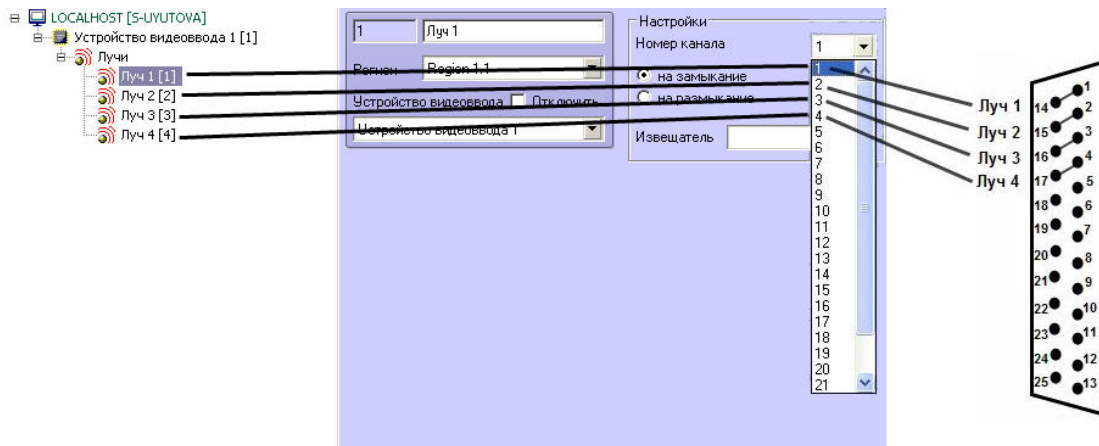 LOCALHOST [S-UYUTOVA]
Устройство видеоввода 1 [1]
Лучи
Луч 1 [1]
Луч 2 [2]
Луч 3 [3]
Луч 4 [4]
1
Луч 1
Регион
Region 1.1
Устройство видеоввода
Отключить
Устройство видеоввода 1
Настройки
Номер канала
1
на замыкание
на размыкание
Извещатель
1
2
3
4
5
6
7
8
9
10
11
12
13
14
15
16
17
18
19
20
21
Луч 1
Луч 2
Луч 3
Луч 4
14
15
16
17
18
19
20
21
22
23
24
25
1
2
3
4
5
6
7
8
9
10
11
12
13